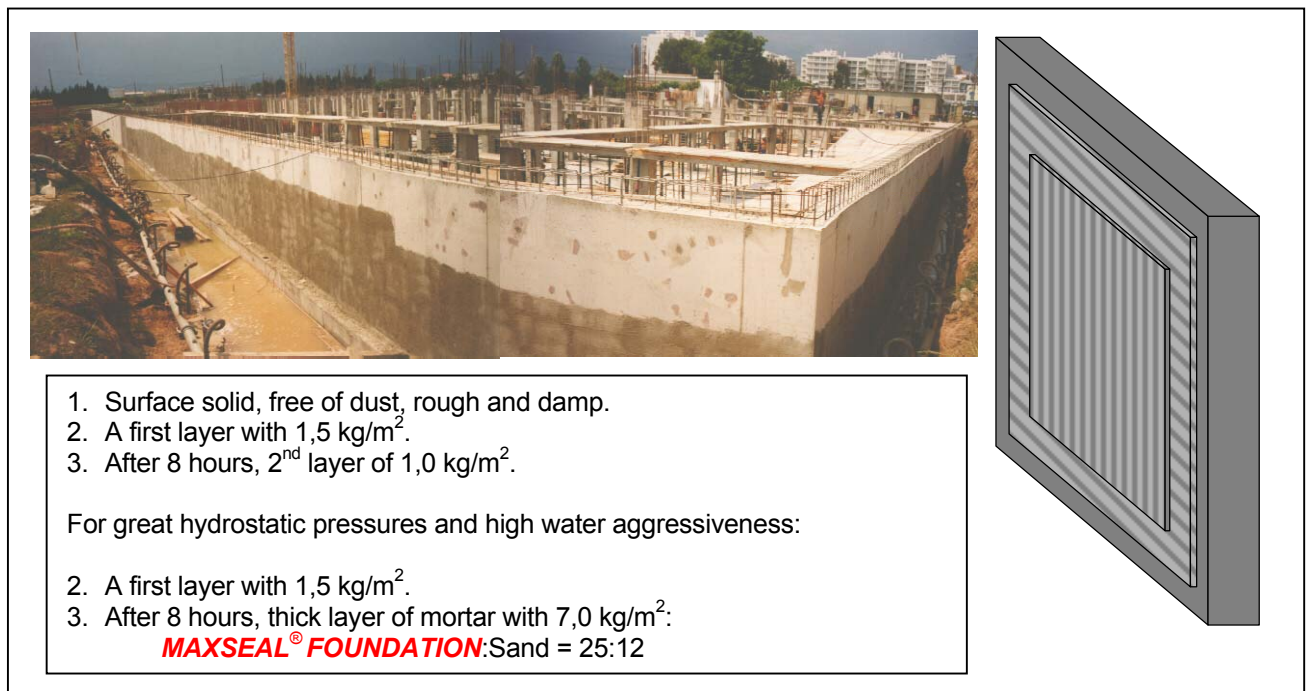 1. Surface solid, free of dust, rough and damp.
2. A first layer with 1,5 kg/m².
3. After 8 hours, 2nd layer of 1,0 kg/m².
For great hydrostatic pressures and high water aggressiveness:
2. A first layer with 1,5 kg/m².
3. After 8 hours, thick layer of mortar with 7,0 kg/m²:
MAXSEAL® FOUNDATION:Sand = 25:12